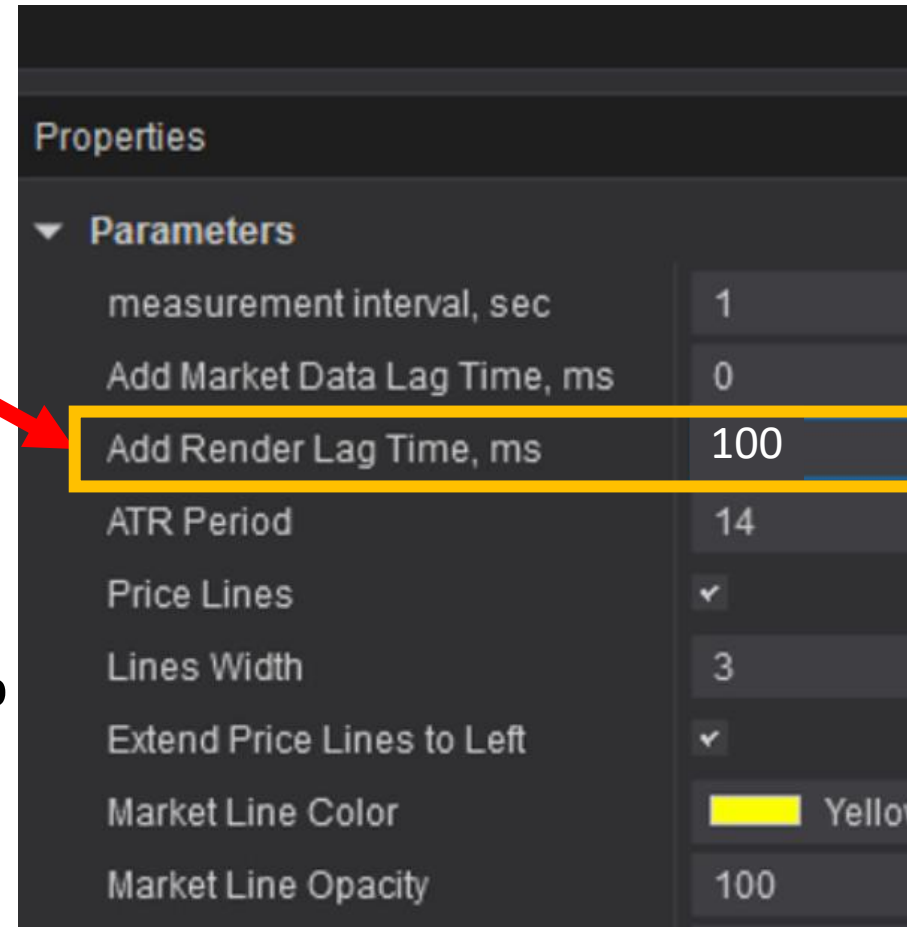 Properties
Parameters
measurement interval, sec 1
Add Market Data Lag Time, ms 0
Add Render Lag Time, ms 100
ATR Period 14
Price Lines
Lines Width 3
Extend Price Lines to Left
Market Line Color
Market Line Opacity 100